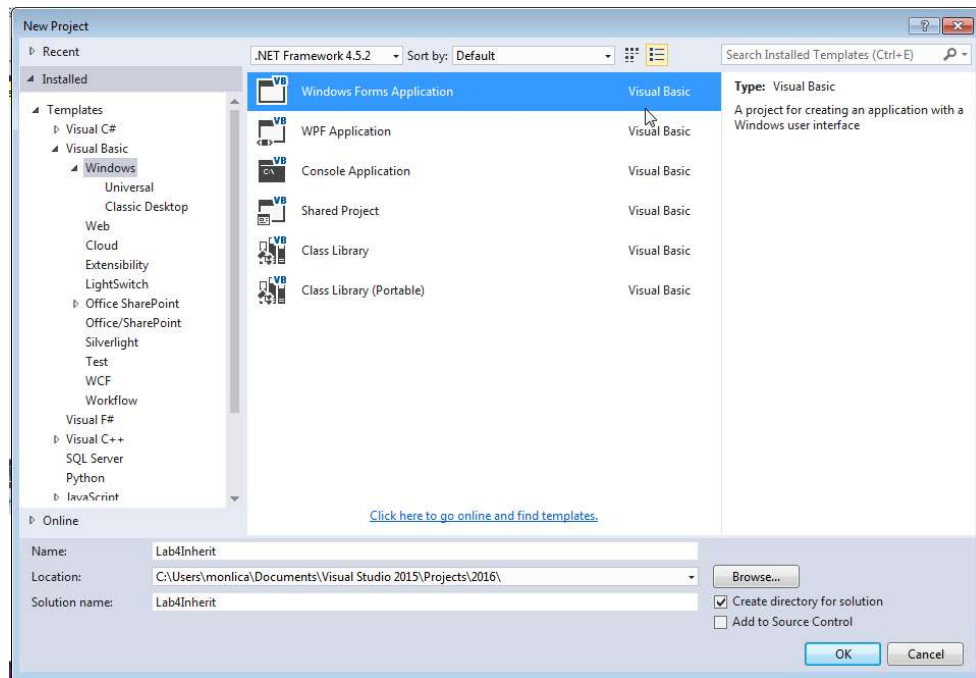 New Project
Recent
.NET Framework 4.5.2 Sort by: Default
Search Installed Templates (Ctrl+E)
Installed
Templates
Visual C#
Visual Basic
Windows
Universal
Classic Desktop
Web
Cloud
Extensibility
LightSwitch
Office SharePoint
Office/SharePoint
Silverlight
Test
WCF
Workflow
Visual F#
Visual C++
SQL Server
Python
JavaScript
Online
VB Windows Forms Application Visual Basic
VB WPF Application Visual Basic
VB C:\ Console Application Visual Basic
VB Shared Project Visual Basic
VB Class Library Visual Basic
VB Class Library (Portable) Visual Basic
Click here to go online and find templates.
Type: Visual Basic
A project for creating an application with a
Windows user interface
Name: Lab4Inherit
Location: C:\Users\monlica\Documents\Visual Studio 2015\Projects\2016\
Browse...
Solution name: Lab4Inherit
Create directory for solution
Add to Source Control
OK Cancel